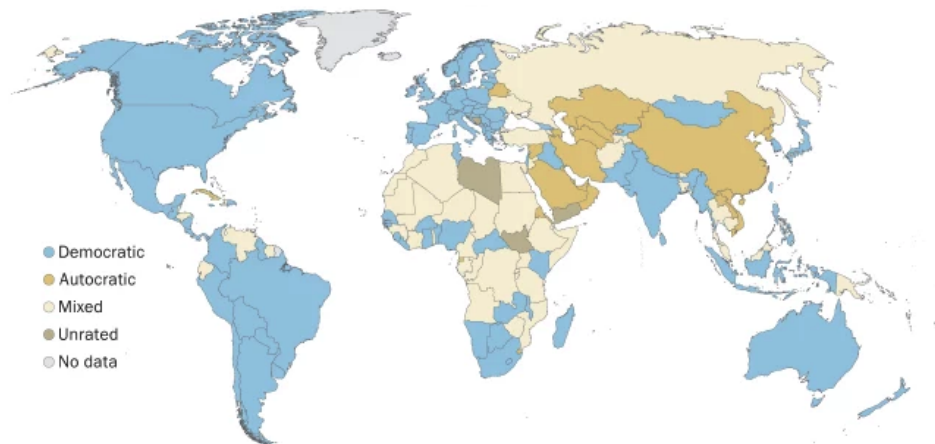 Democratic
Autocratic
Mixed
Unrated
No data